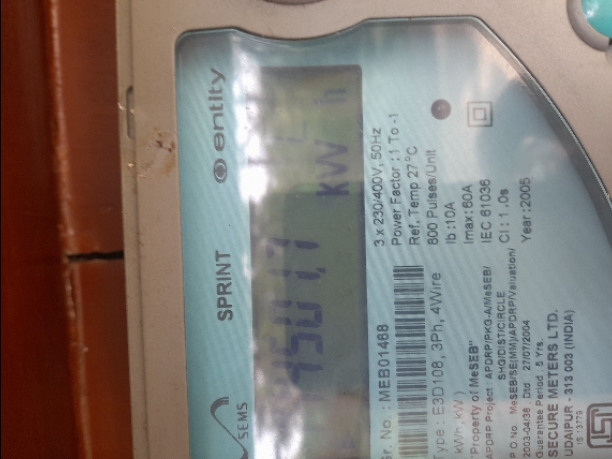 SEMS
SPRINT
entity
kW h
Sr. No. : MEB01468
Type : E3D108, 3Ph, 4Wire
kWh, kW )
"Property of MeSEB"
APDRP Project : APDRP/PKG-A/MeSEB/
SHO/DIST/CIRCLE
P.O.No. MeSEB/SE(MM)/APDRP/Valuation/
2003-04/38, Dtd. 27/07/2004
Guarantee Period 5 Yrs.
SECURE METERS LTD.
UDAIPUR - 313 003 (INDIA)
3 x 230/400V, 50Hz
Power Factor : 1 To -1
Ref. Temp 27°C
800 Pulses/Unit
Ib :10A
Imax: 60A
IEC 61036
Cl : 1.0s
Year :2005